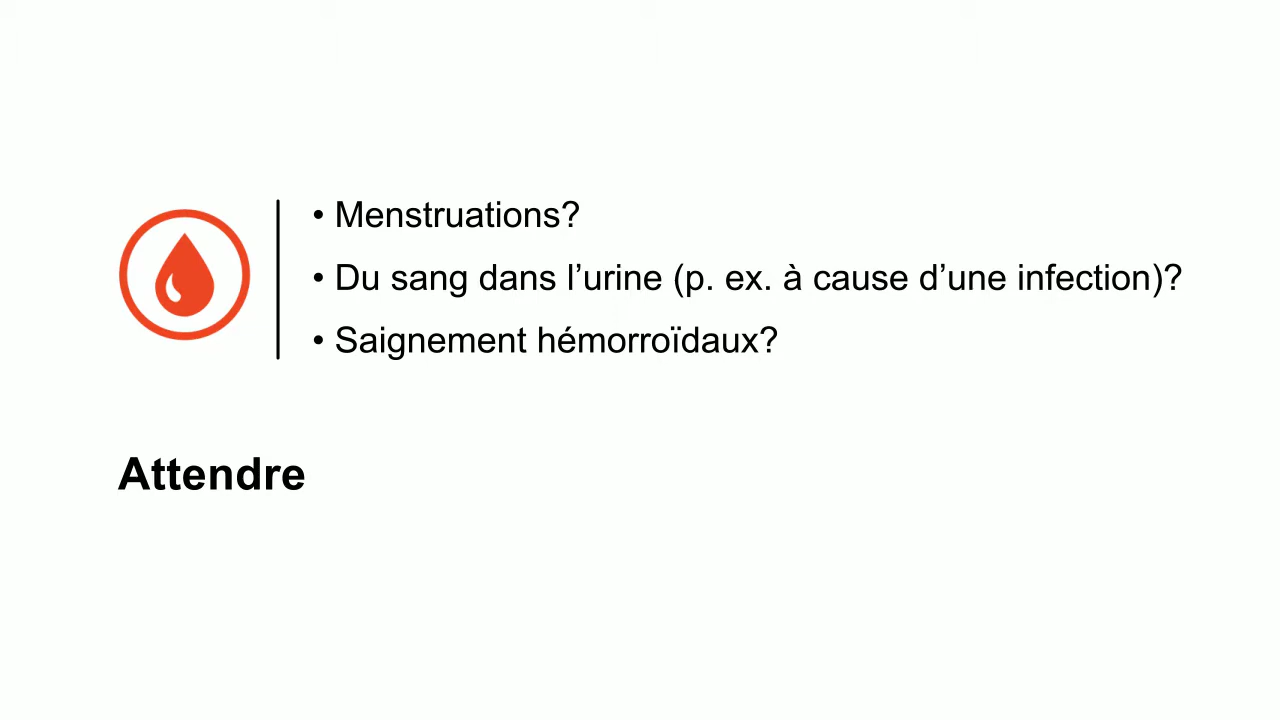 • Menstruations?
• Du sang dans l’urine (p. ex. à cause d’une infection)?
• Saignement hémorroïdaux?
Attendre